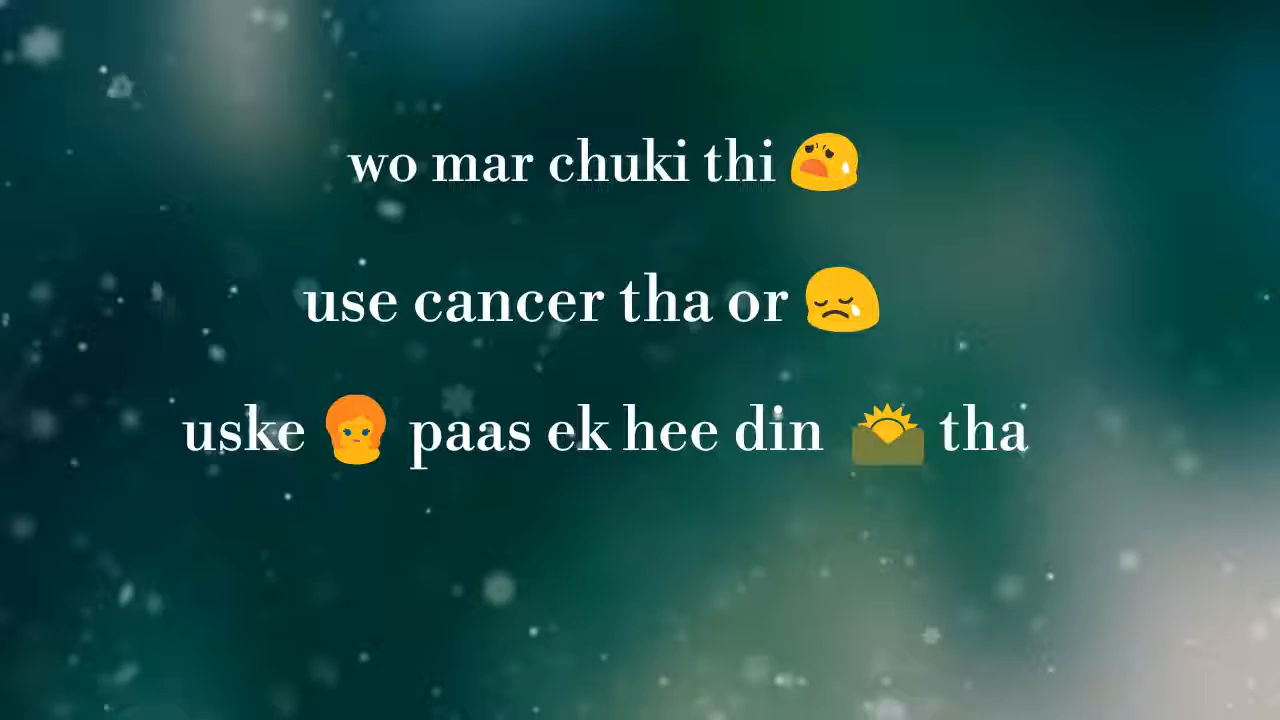 wo mar chuki thi 😧
use cancer tha or 😢
uske 👩 paas ek hee din 🌅 tha